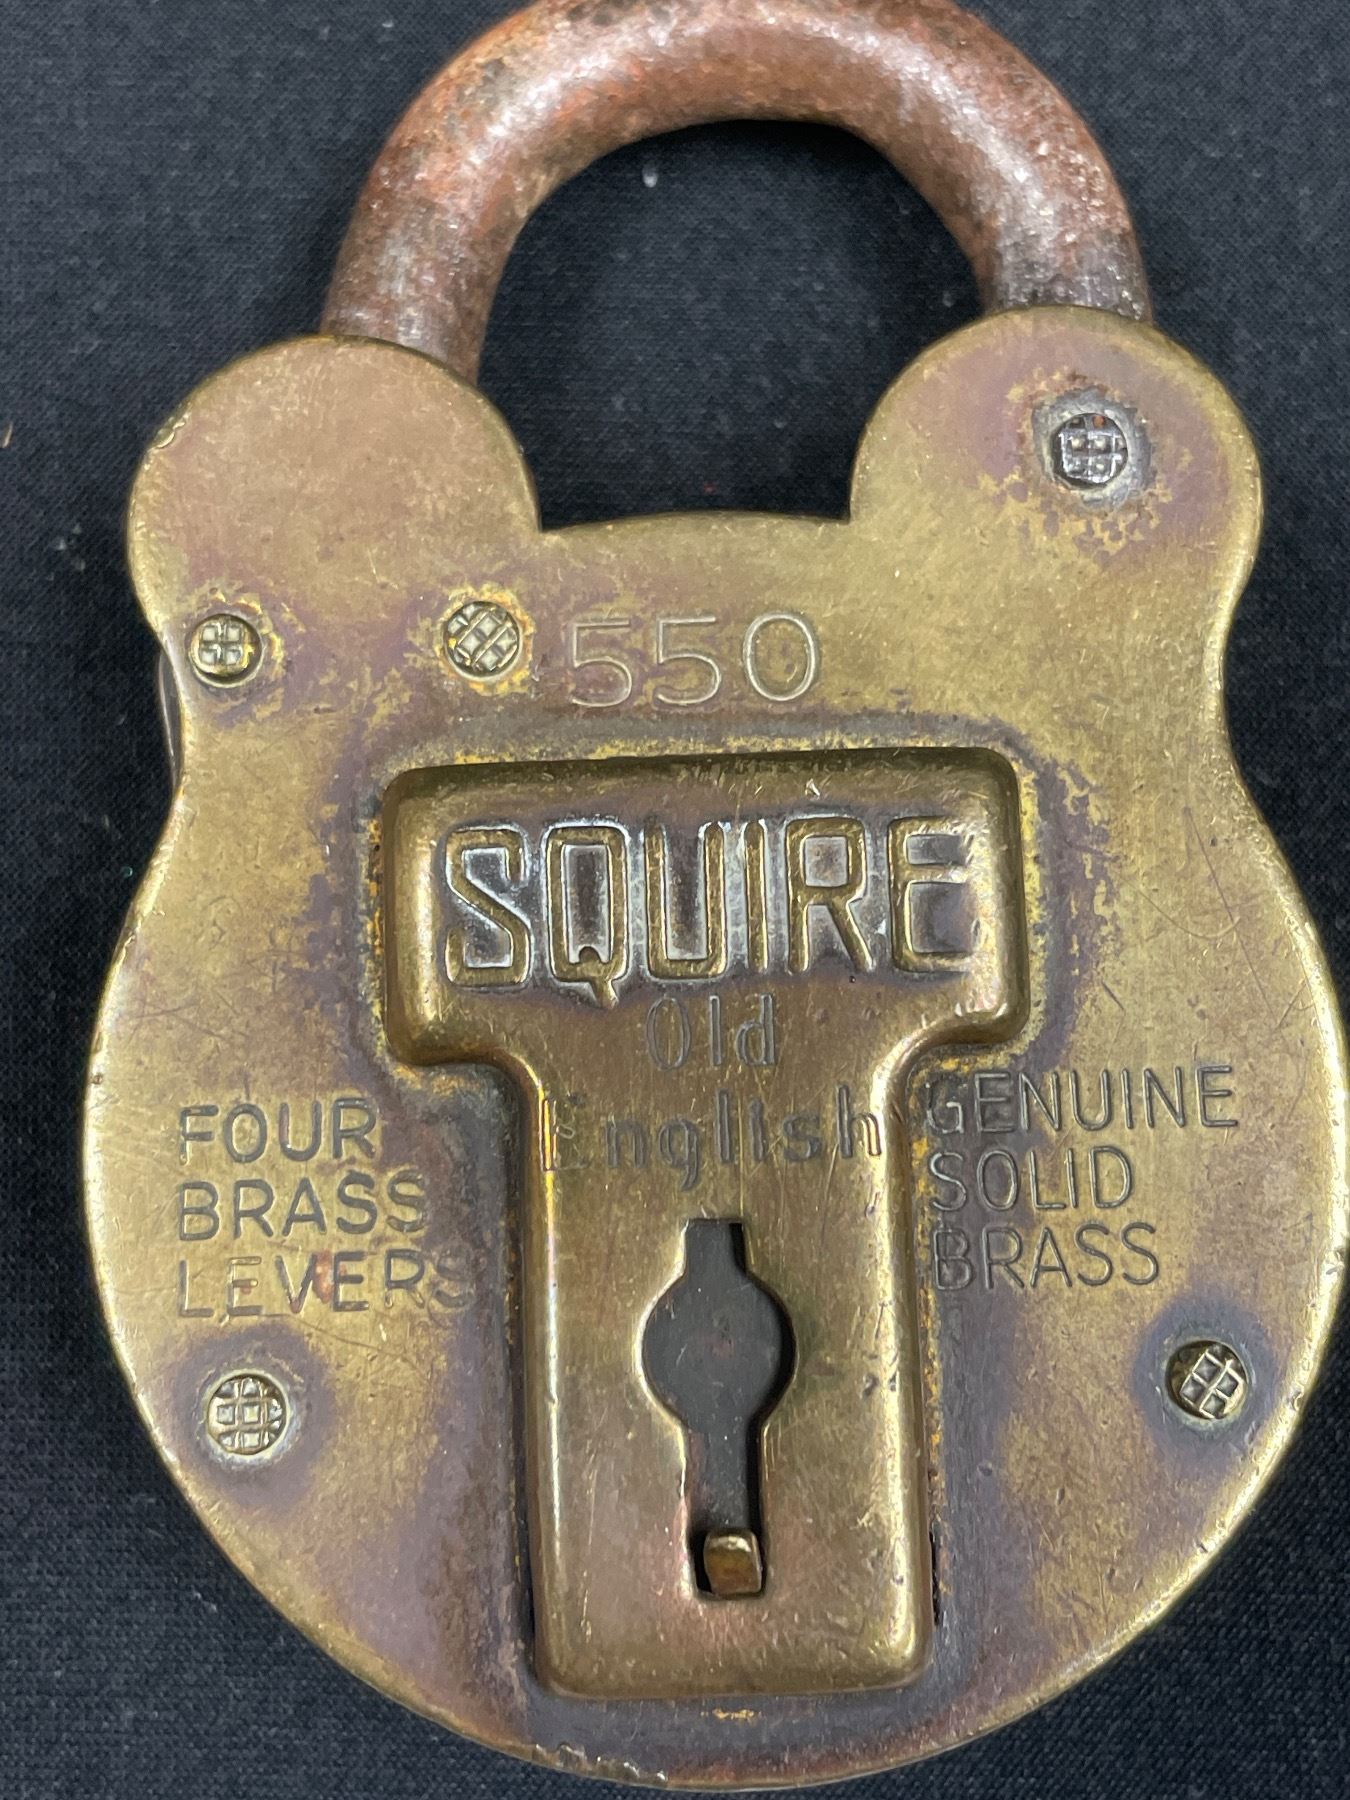 550
SQUIRE
Old
English
FOUR
BRASS
LEVERS
GENUINE
SOLID
BRASS